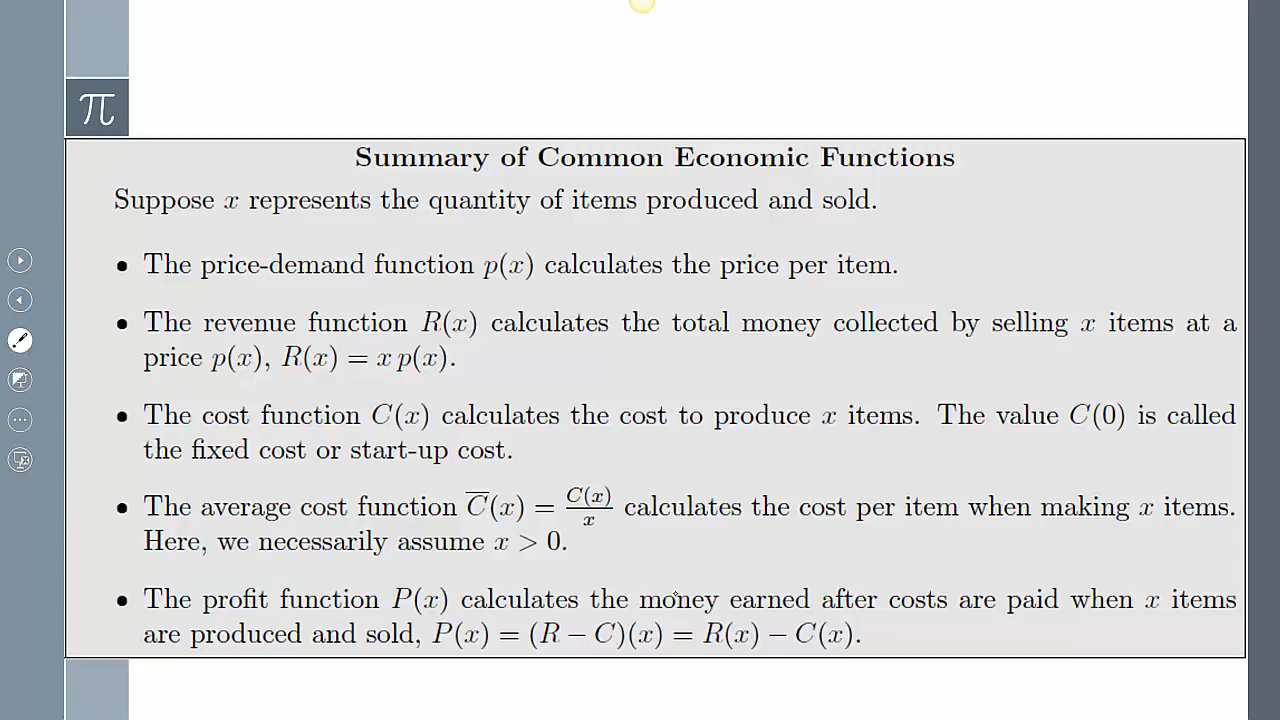 π
Summary of Common Economic Functions
Suppose x represents the quantity of items produced and sold.
• The price-demand function p(x) calculates the price per item.
• The revenue function R(x) calculates the total money collected by selling x items at a
price p(x), R(x) = x p(x).
• The cost function C(x) calculates the cost to produce x items. The value C(0) is called
the fixed cost or start-up cost.
• The average cost function C̅(x) = C(x)/x calculates the cost per item when making x items.
Here, we necessarily assume x > 0.
• The profit function P(x) calculates the money earned after costs are paid when x items
are produced and sold, P(x) = (R − C)(x) = R(x) − C(x).